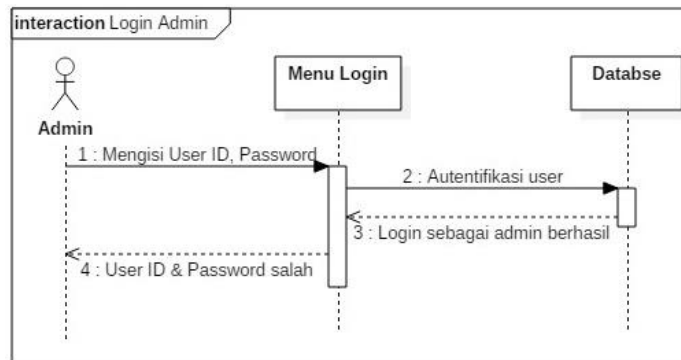 interaction Login Admin
Menu Login
Databse
Admin
1 : Mengisi User ID, Password
2 : Autentifikasi user
3 : Login sebagai admin berhasil
4 : User ID & Password salah